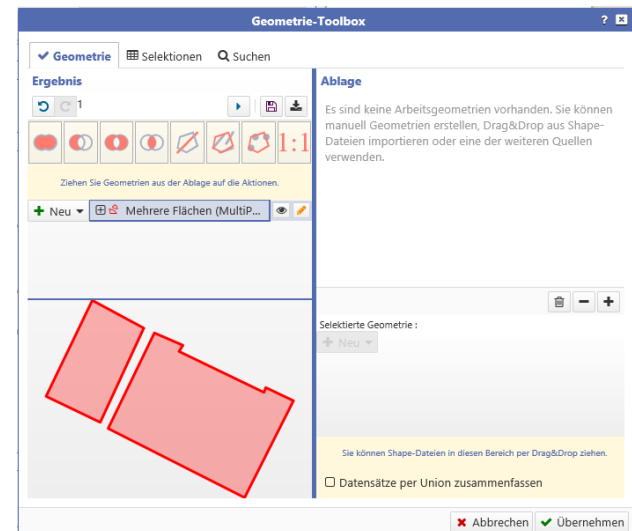 Geometrie-Toolbox
?
Geometrie Selektionen Suchen
Ergebnis
1
1:1
Ziehen Sie Geometrien aus der Ablage auf die Aktionen.
Neu Mehrere Flächen (MultiP...
Ablage
Es sind keine Arbeitsgeometrien vorhanden. Sie können
manuell Geometrien erstellen, Drag&Drop aus Shape-
Dateien importieren oder eine der weiteren Quellen
verwenden.
Selektierte Geometrie :
Neu
Sie können Shape-Dateien in diesen Bereich per Drag&Drop ziehen.
Datensätze per Union zusammenfassen
Abbrechen Übernehmen